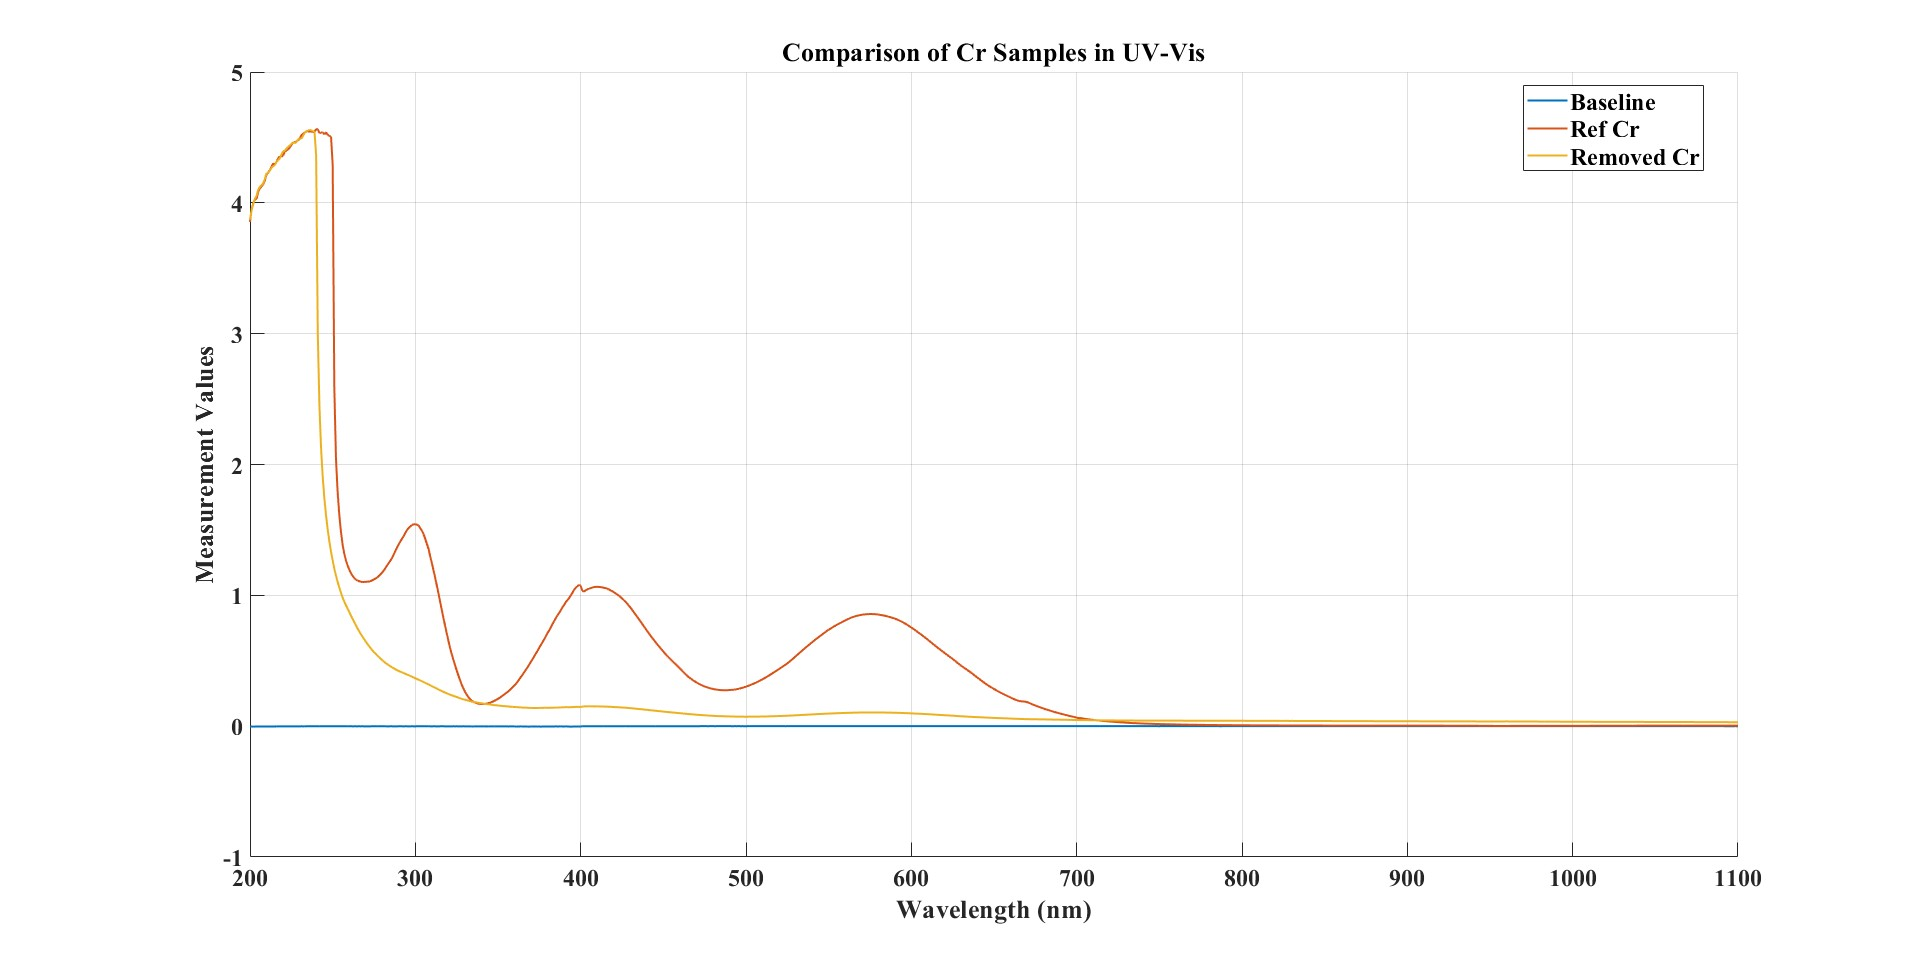 Comparison of Cr Samples in UV-Vis
5
4
3
2
1
0
-1
Measurement Values
Baseline
Ref Cr
Removed Cr
200 300 400 500 600 700 800 900 1000 1100
Wavelength (nm)